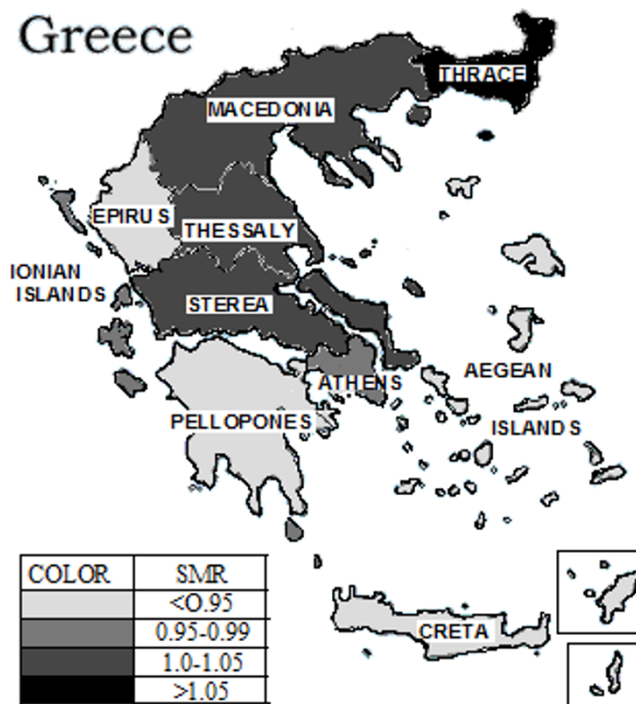 Greece
THRACE
MACEDONIA
EPIRUS
THESSALY
IONIAN
ISLANDS
STEREA
ATHENS
AEGEAN
ISLANDS
PELLOPONES
CRETA
COLOR SMR
<O.95
0.95-0.99
1.0-1.05
>1.05